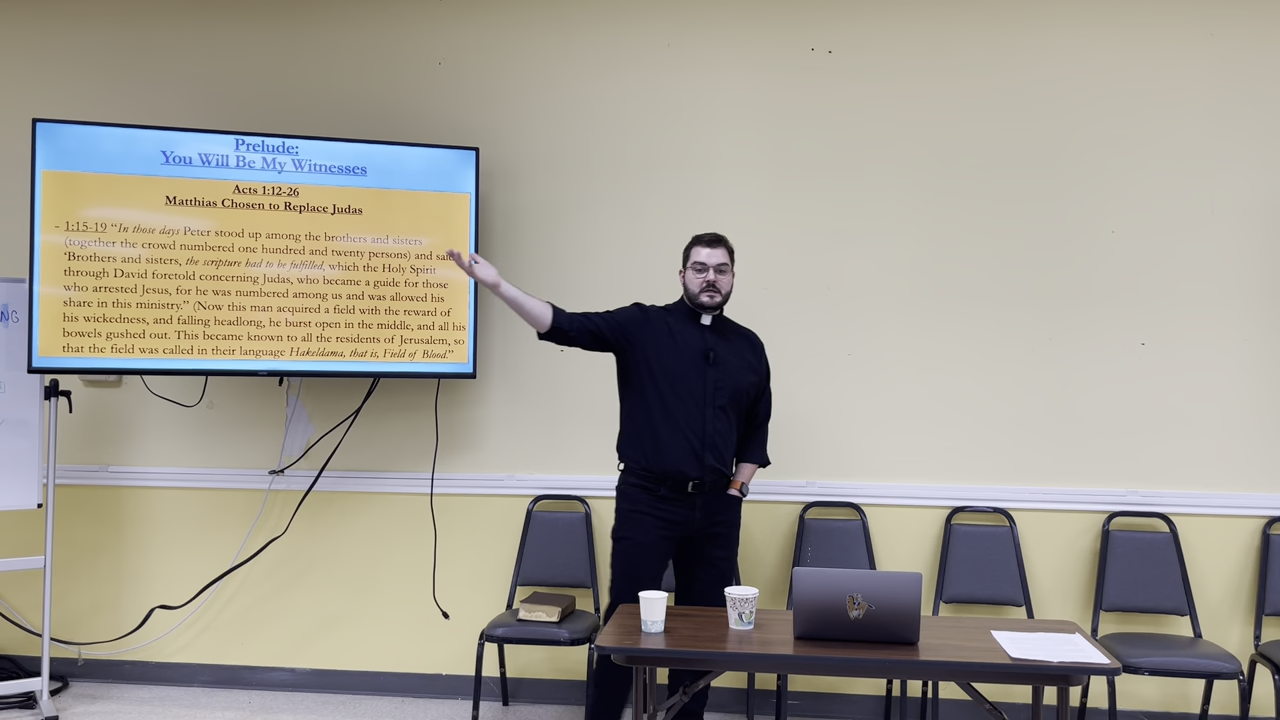 Prelude:
You Will Be My Witnesses
Acts 1:12-26
Matthias Chosen to Replace Judas
- 1:15-19 “In those days Peter stood up among the brothers and sisters
(together the crowd numbered one hundred and twenty persons) and said,
‘Brothers and sisters, the scripture had to be fulfilled, which the Holy Spirit
through David foretold concerning Judas, who became a guide for those
who arrested Jesus, for he was numbered among us and was allowed his
share in this ministry.” (Now this man acquired a field with the reward of
his wickedness, and falling headlong, he burst open in the middle, and all his
bowels gushed out. This became known to all the residents of Jerusalem, so
that the field was called in their language Hakeldama, that is, Field of Blood.”